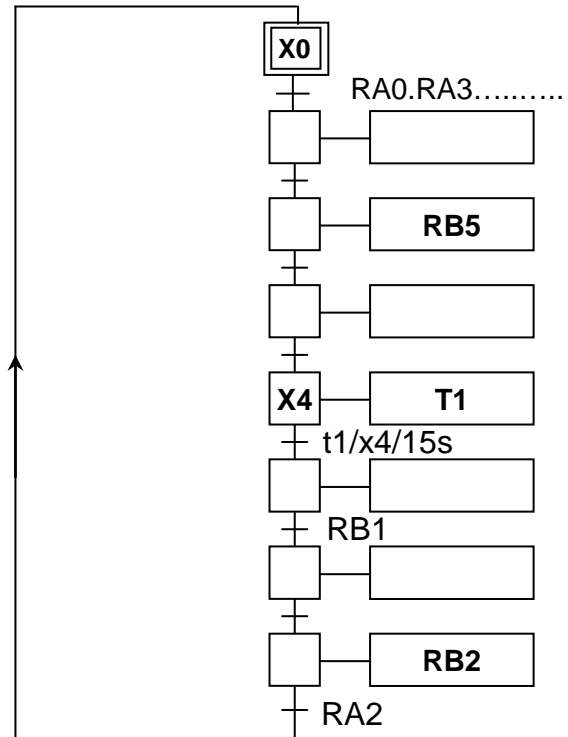 X0
RA0.RA3……….
RB5
X4 T1
t1/x4/15s
RB1
RB2
RA2